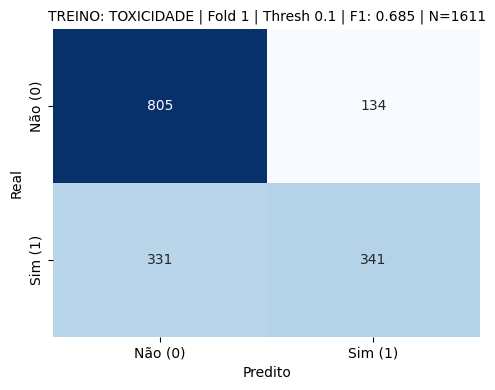 TREINO: TOXICIDADE | Fold 1 | Thresh 0.1 | F1: 0.685 | N=1611
Real
Não (0)
805
134
Sim (1)
331
341
Não (0)
Sim (1)
Predito